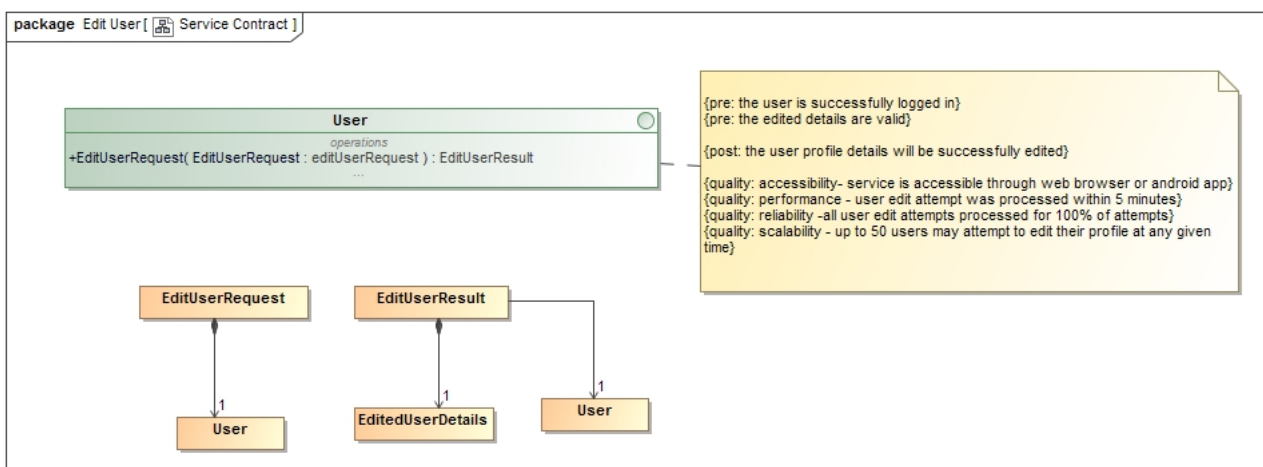 package Edit User[ Service Contract ]
User
operations
+EditUserRequest( EditUserRequest : editUserRequest ) : EditUserResult
...
{pre: the user is successfully logged in}
{pre: the edited details are valid}
{post: the user profile details will be successfully edited}
{quality: accessibility- service is accessible through web browser or android app}
{quality: performance - user edit attempt was processed within 5 minutes}
{quality: reliability -all user edit attempts processed for 100% of attempts}
{quality: scalability - up to 50 users may attempt to edit their profile at any given
time}
EditUserRequest
EditUserResult
1
1
1
User
EditedUserDetails
User